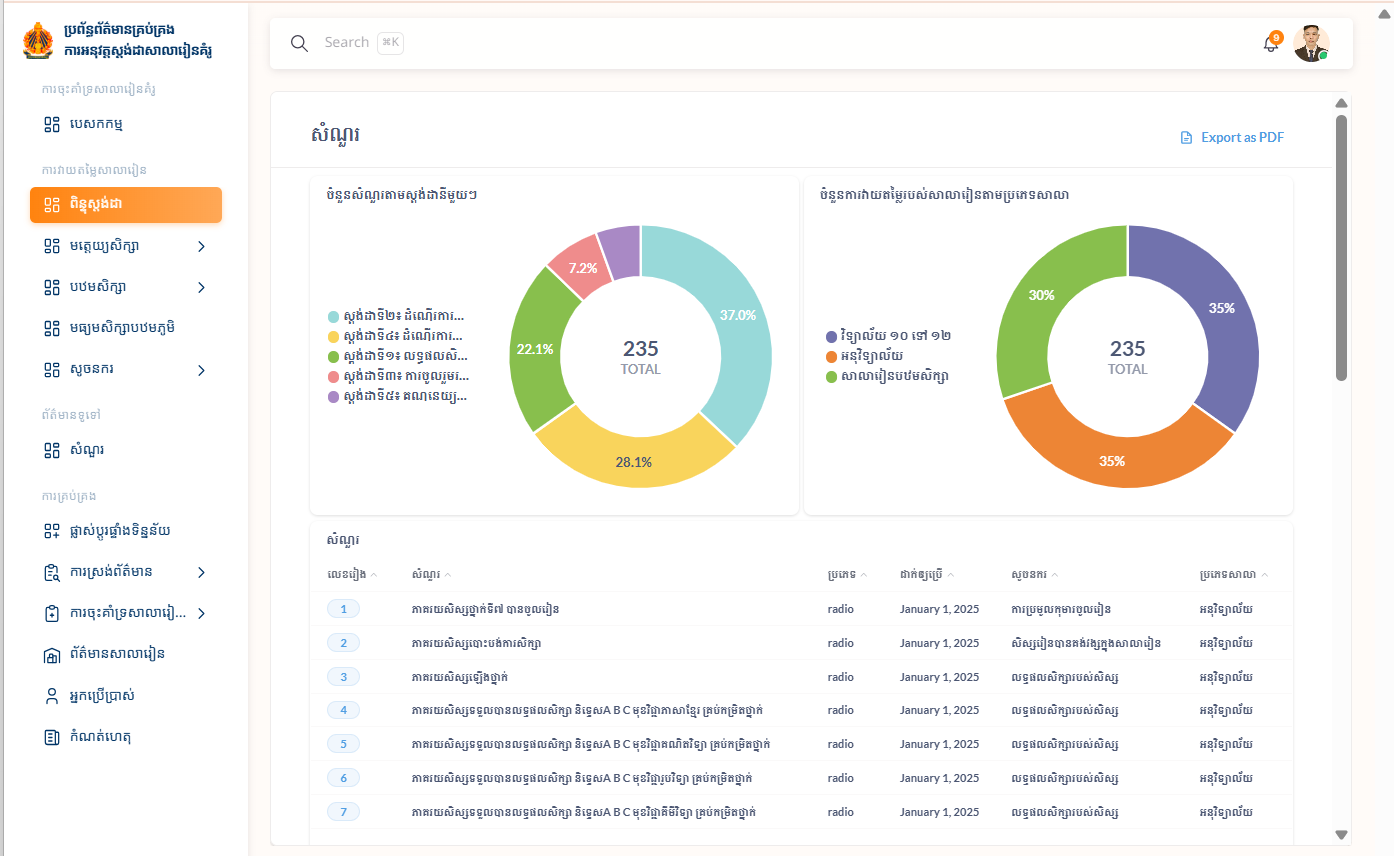 ប្រព័ន្ធព័ត៌មានគ្រប់គ្រង
ការអនុវត្តស្តង់ដាសាលារៀនគំរូ
ការចុះគាំទ្រសាលារៀនគំរូ
បេសកកម្ម
ការវាយតម្លៃសាលារៀន
ពិន្ទុស្តង់ដា
មត្តេយ្យសិក្សា
បឋមសិក្សា
មធ្យមសិក្សាបឋមភូមិ
សូចនករ
ព័ត៌មានទូទៅ
សំណួរ
ការគ្រប់គ្រង
ផ្លាស់ប្តូរផ្ទាំងទិន្នន័យ
ការស្រង់ព័ត៌មាន
ការចុះគាំទ្រសាលារៀ...
ព័ត៌មានសាលារៀន
អ្នកប្រើប្រាស់
កំណត់ហេតុ
Search ⌘K
9
សំណួរ
Export as PDF
ចំនួនសំណួរតាមស្តង់ដានីមួយៗ
ស្តង់ដាទី២៖ ដំណើរការ...
ស្តង់ដាទី៤៖ ដំណើរការ...
ស្តង់ដាទី១៖ លទ្ធផលសិ...
ស្តង់ដាទី៣៖ ការចូលរួមរ...
ស្តង់ដាទី៥៖ គណនេយ្យ...
7.2%
37.0%
22.1%
28.1%
235
TOTAL
ចំនួនការវាយតម្លៃរបស់សាលារៀនតាមប្រភេទសាលា
វិទ្យាល័យ ១០ ទៅ ១២
អនុវិទ្យាល័យ
សាលារៀនបឋមសិក្សា
30%
35%
35%
235
TOTAL
សំណួរ
លេខរៀង សំណួរ ប្រភេទ ដាក់ឲ្យប្រើ សូចនករ ប្រភេទសាលា
1 ភាគរយសិស្សថ្នាក់ទី៧ បានចូលរៀន radio January 1, 2025 ការប្រមូលកុមារចូលរៀន អនុវិទ្យាល័យ
2 ភាគរយសិស្សបោះបង់ការសិក្សា radio January 1, 2025 សិស្សរៀនបានគង់វង្សក្នុងសាលារៀន អនុវិទ្យាល័យ
3 ភាគរយសិស្សឡើងថ្នាក់ radio January 1, 2025 លទ្ធផលសិក្សារបស់សិស្ស អនុវិទ្យាល័យ
4 ភាគរយសិស្សទទួលបានលទ្ធផលសិក្សា និទ្ទេសA B C មុខវិជ្ជាភាសាខ្មែរ គ្រប់កម្រិតថ្នាក់ radio January 1, 2025 លទ្ធផលសិក្សារបស់សិស្ស អនុវិទ្យាល័យ
5 ភាគរយសិស្សទទួលបានលទ្ធផលសិក្សា និទ្ទេសA B C មុខវិជ្ជាគណិតវិទ្យា គ្រប់កម្រិតថ្នាក់ radio January 1, 2025 លទ្ធផលសិក្សារបស់សិស្ស អនុវិទ្យាល័យ
6 ភាគរយសិស្សទទួលបានលទ្ធផលសិក្សា និទ្ទេសA B C មុខវិជ្ជារូបវិទ្យា គ្រប់កម្រិតថ្នាក់ radio January 1, 2025 លទ្ធផលសិក្សារបស់សិស្ស អនុវិទ្យាល័យ
7 ភាគរយសិស្សទទួលបានលទ្ធផលសិក្សា និទ្ទេសA B C មុខវិជ្ជាគីមីវិទ្យា គ្រប់កម្រិតថ្នាក់ radio January 1, 2025 លទ្ធផលសិក្សារបស់សិស្ស អនុវិទ្យាល័យ